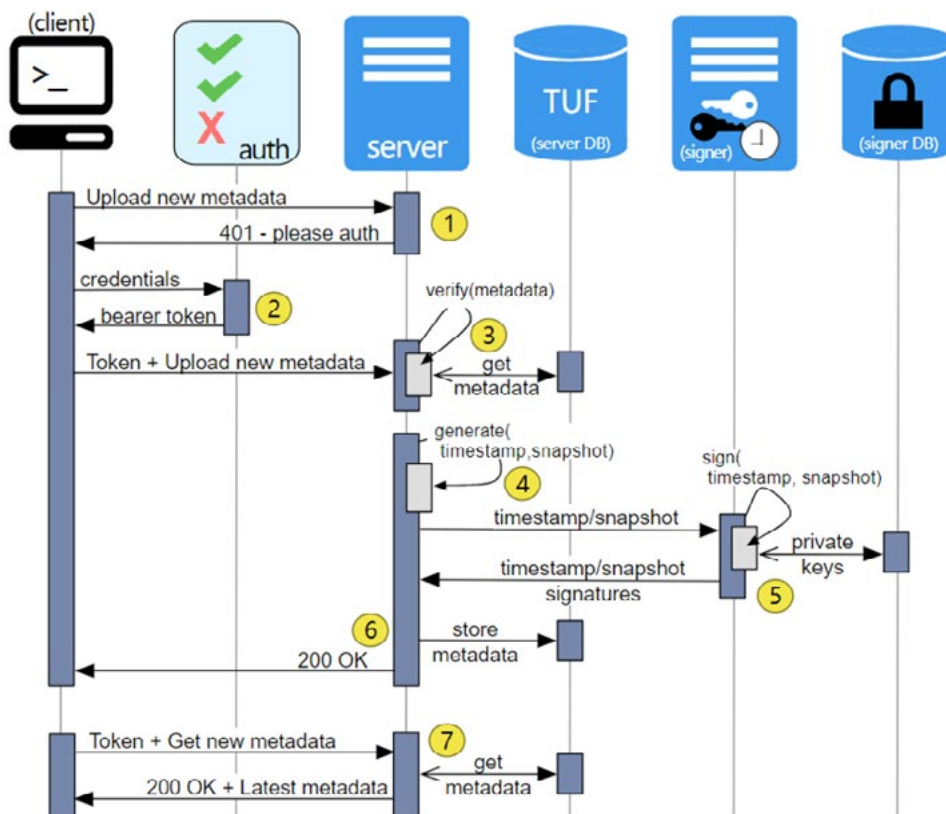 (client)
>_
auth
server
TUF
(server DB)
(signer)
(signer DB)
Upload new metadata
1
401 - please auth
credentials
2
bearer token
verify(metadata)
3
Token + Upload new metadata
get
metadata
generate(
timestamp,snapshot)
4
sign(
timestamp, snapshot)
timestamp/snapshot
private
keys
timestamp/snapshot
signatures
5
6
store
metadata
200 OK
7
Token + Get new metadata
get
metadata
200 OK + Latest metadata